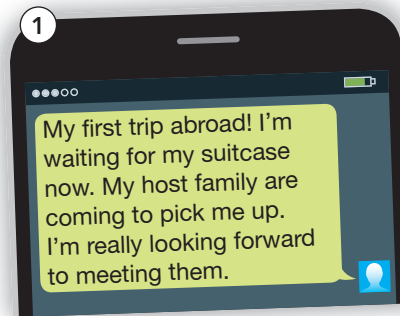 1
My first trip abroad! I'm
waiting for my suitcase
now. My host family are
coming to pick me up.
I'm really looking forward
to meeting them.